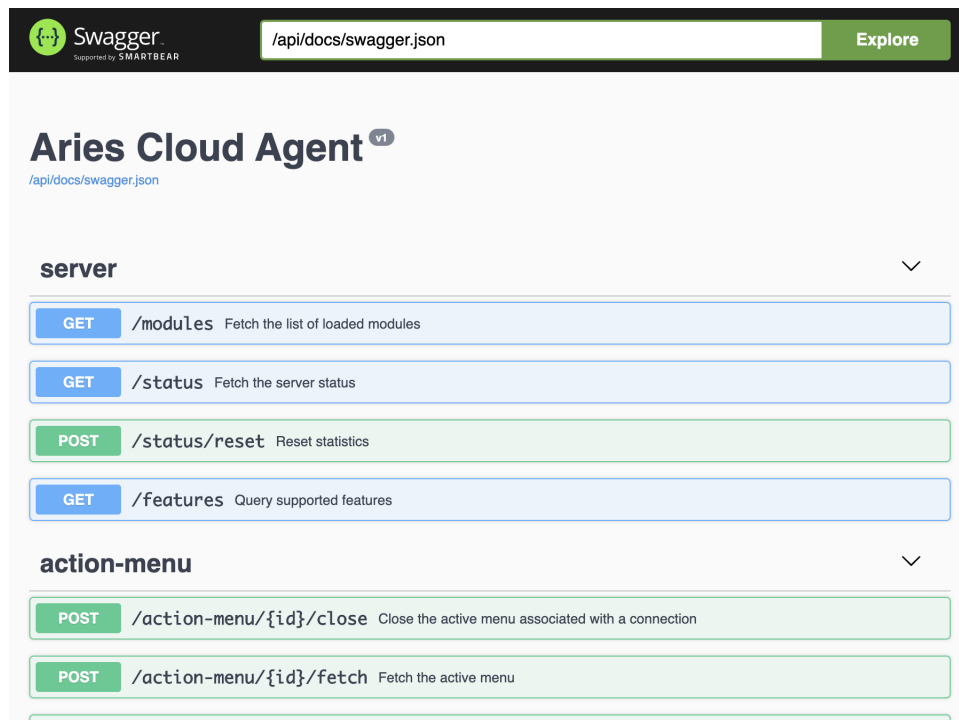 {···} Swagger™
Supported by SMARTBEAR
/api/docs/swagger.json
Explore
Aries Cloud Agent v1
/api/docs/swagger.json
server
GET /modules Fetch the list of loaded modules
GET /status Fetch the server status
POST /status/reset Reset statistics
GET /features Query supported features
action-menu
POST /action-menu/{id}/close Close the active menu associated with a connection
POST /action-menu/{id}/fetch Fetch the active menu